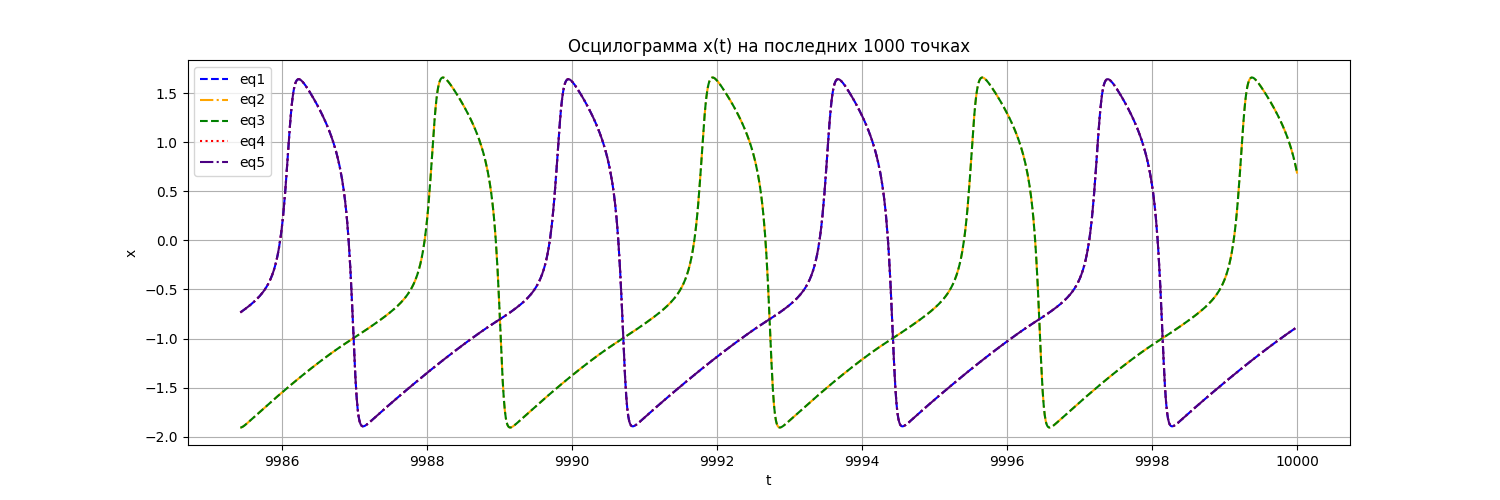 Осцилограмма x(t) на последних 1000 точках
eq1
eq2
eq3
eq4
eq5
1.5
1.0
0.5
0.0
−0.5
−1.0
−1.5
−2.0
x
9986
9988
9990
9992
9994
9996
9998
10000
t